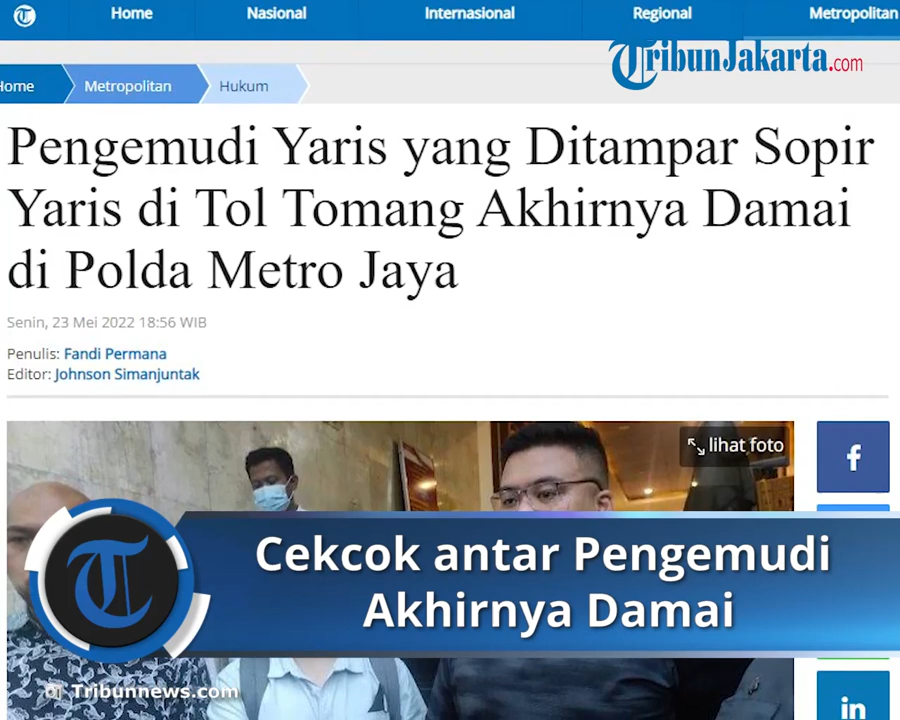 Home Nasional Internasional Regional Metropolitan
TribunJakarta.com
Home Metropolitan Hukum
Pengemudi Yaris yang Ditampar Sopir
Yaris di Tol Tomang Akhirnya Damai
di Polda Metro Jaya
Senin, 23 Mei 2022 18:56 WIB
Penulis: Fandi Permana
Editor: Johnson Simanjuntak
lihat foto
f
Cekcok antar Pengemudi
Akhirnya Damai
T
Tribunnews.com
in